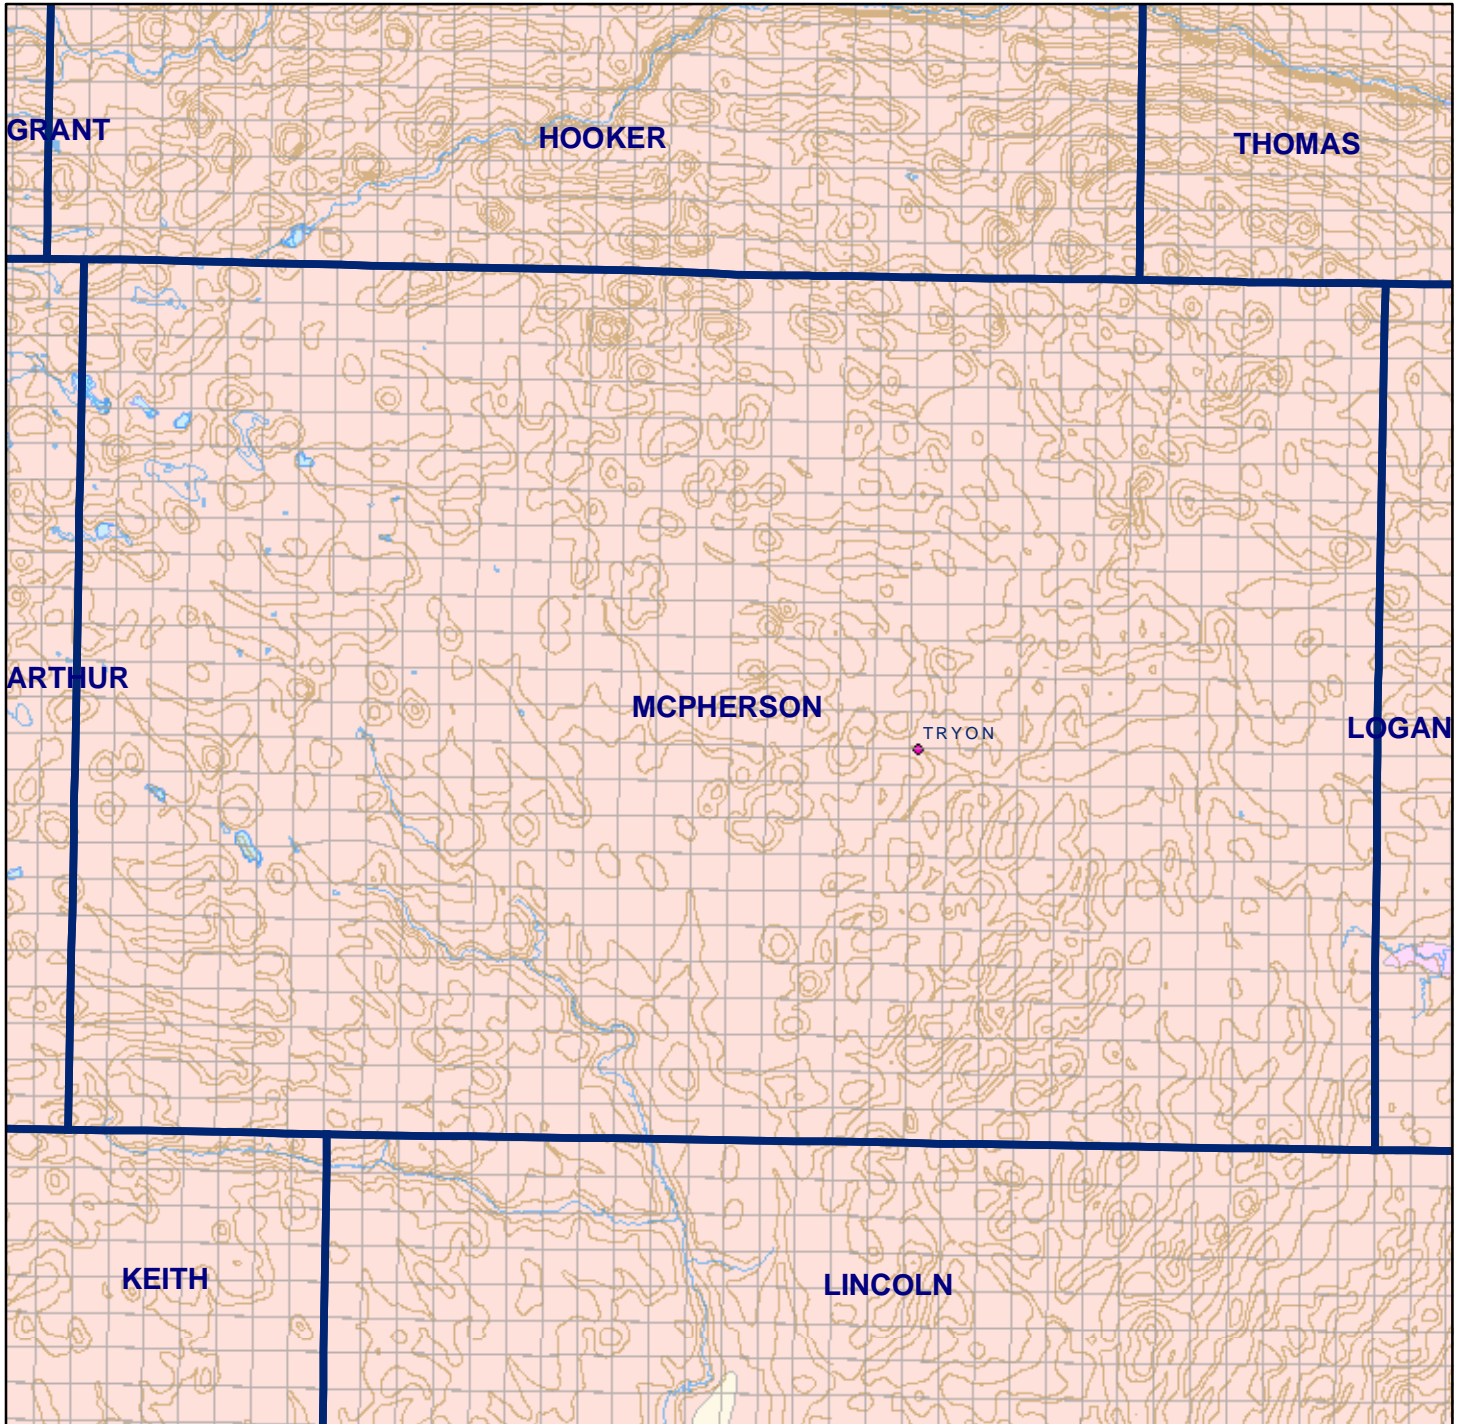 GRANT
HOOKER
THOMAS
ARTHUR
MCPHERSON
LOGAN
TRYON
KEITH
LINCOLN